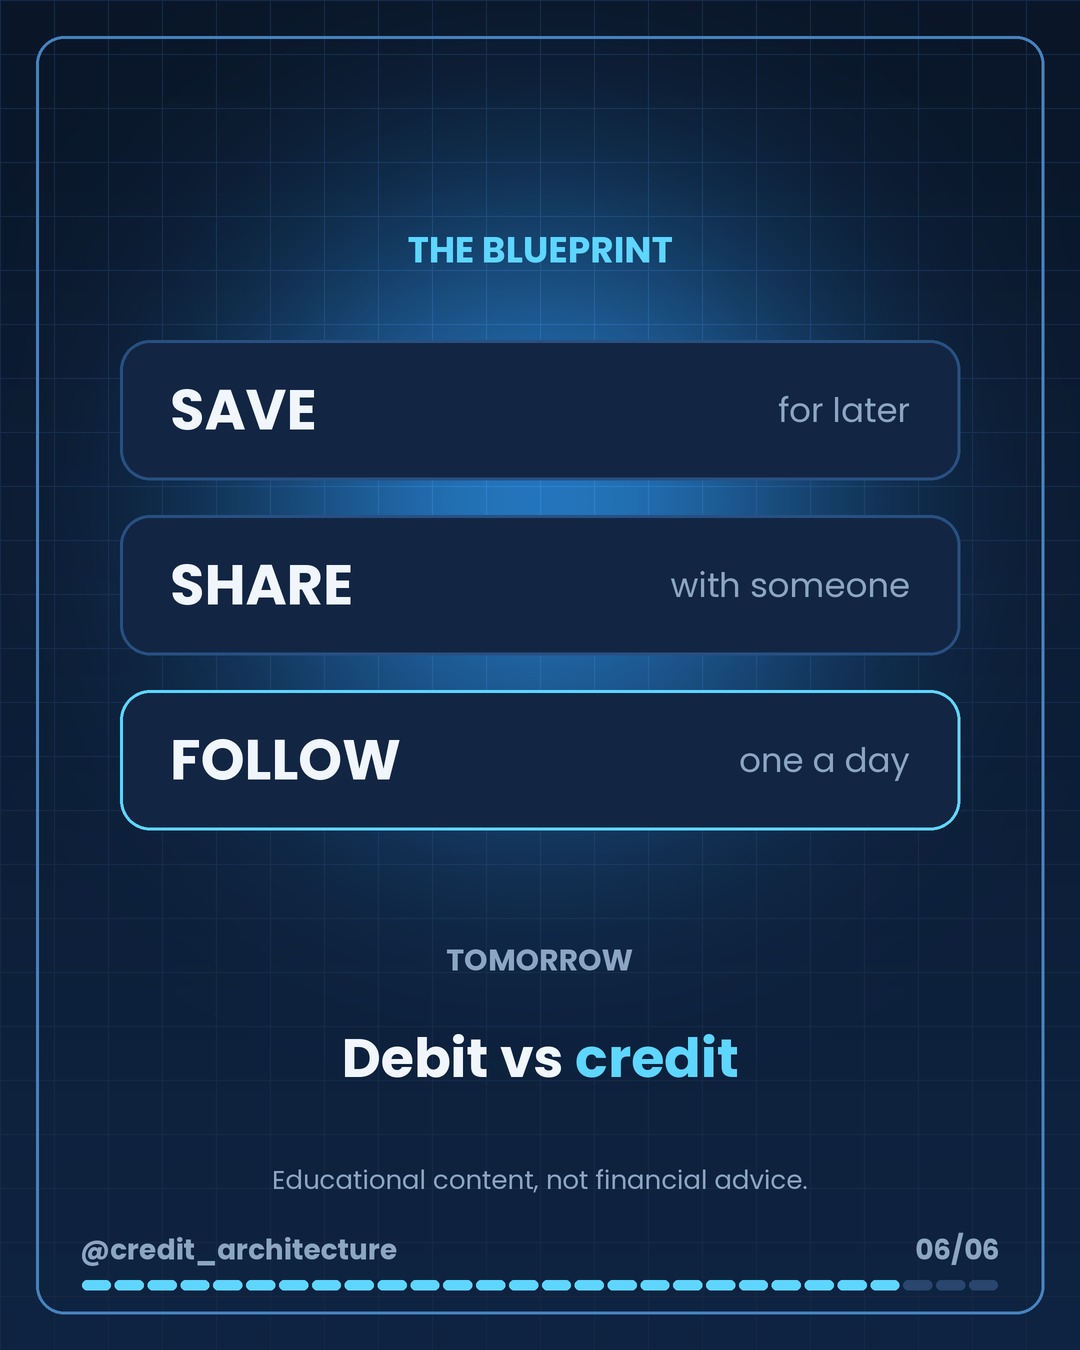 THE BLUEPRINT
SAVE for later
SHARE with someone
FOLLOW one a day
TOMORROW
Debit vs credit
Educational content, not financial advice.
@credit_architecture 06/06